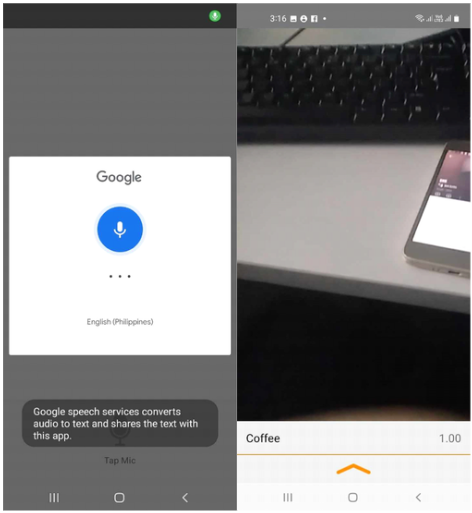 Google
...
English (Philippines)
Google speech services converts
audio to text and shares the text with
this app.
Tap Mic
3:16
Coffee 1.00